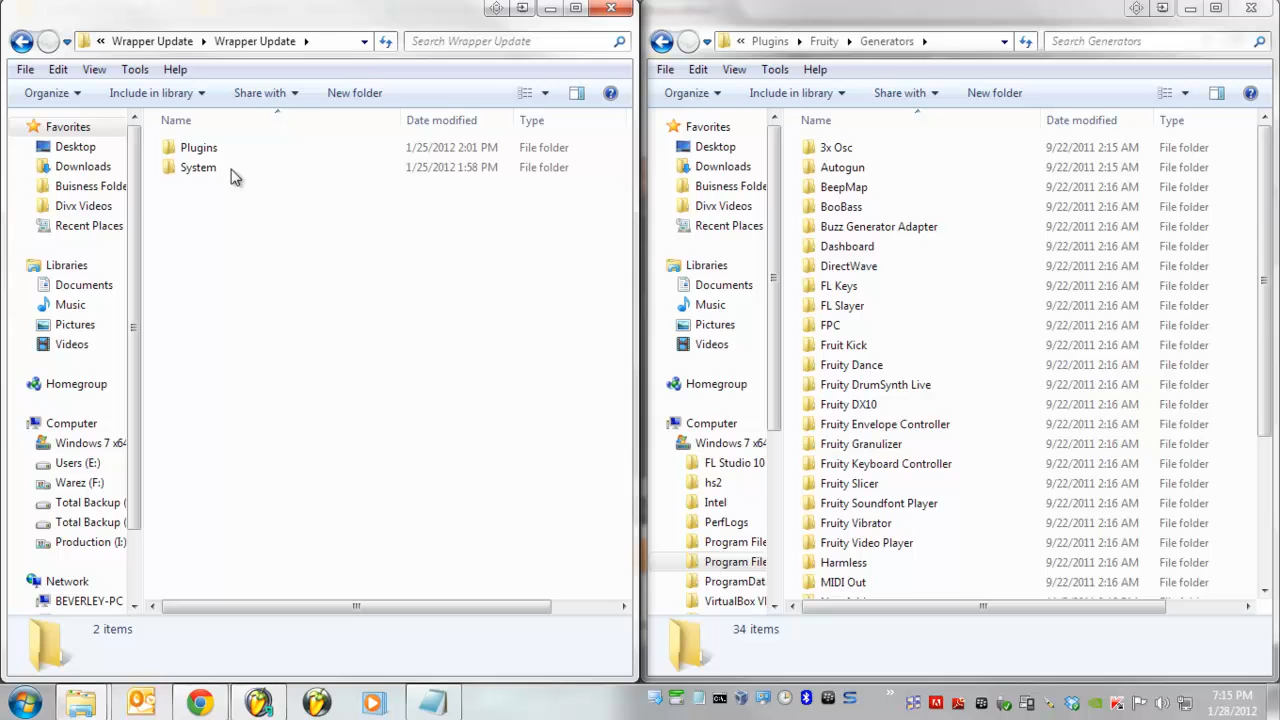 « Wrapper Update Wrapper Update
Search Wrapper Update
File Edit View Tools Help
Organize Include in library Share with New folder
Name Date modified Type
Favorites
Desktop
Downloads
Buisness Folde
Divx Videos
Recent Places
Libraries
Documents
Music
Pictures
Videos
Homegroup
Computer
Windows 7 x64
Users (E:)
Warez (F:)
Total Backup (
Total Backup (
Production (I:)
Network
BEVERLEY-PC
Plugins 1/25/2012 2:01 PM File folder
System 1/25/2012 1:58 PM File folder
2 items
« Plugins Fruity Generators
Search Generators
File Edit View Tools Help
Organize Include in library Share with New folder
Name Date modified Type
Favorites
Desktop
Downloads
Buisness Folde
Divx Videos
Recent Places
Libraries
Documents
Music
Pictures
Videos
Homegroup
Computer
Windows 7 x64
FL Studio 10
hs2
Intel
PerfLogs
Program File
Program File
ProgramDat
VirtualBox VI
3x Osc 9/22/2011 2:15 AM File folder
Autogun 9/22/2011 2:15 AM File folder
BeepMap 9/22/2011 2:16 AM File folder
BooBass 9/22/2011 2:16 AM File folder
Buzz Generator Adapter 9/22/2011 2:16 AM File folder
Dashboard 9/22/2011 2:16 AM File folder
DirectWave 9/22/2011 2:16 AM File folder
FL Keys 9/22/2011 2:16 AM File folder
FL Slayer 9/22/2011 2:16 AM File folder
FPC 9/22/2011 2:16 AM File folder
Fruit Kick 9/22/2011 2:16 AM File folder
Fruity Dance 9/22/2011 2:16 AM File folder
Fruity DrumSynth Live 9/22/2011 2:16 AM File folder
Fruity DX10 9/22/2011 2:16 AM File folder
Fruity Envelope Controller 9/22/2011 2:16 AM File folder
Fruity Granulizer 9/22/2011 2:16 AM File folder
Fruity Keyboard Controller 9/22/2011 2:16 AM File folder
Fruity Slicer 9/22/2011 2:16 AM File folder
Fruity Soundfont Player 9/22/2011 2:16 AM File folder
Fruity Vibrator 9/22/2011 2:16 AM File folder
Fruity Video Player 9/22/2011 2:16 AM File folder
Harmless 9/22/2011 2:16 AM File folder
MIDI Out 9/22/2011 2:16 AM File folder
34 items
7:15 PM
1/28/2012